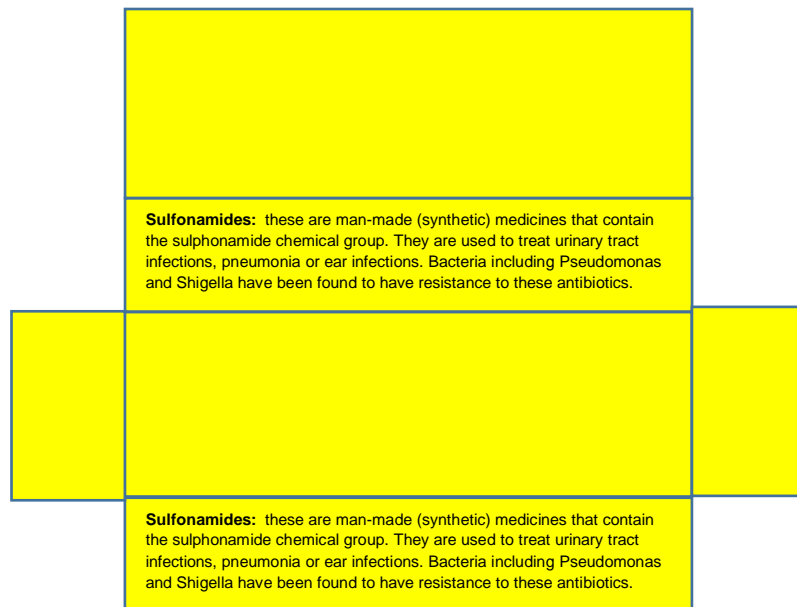 Sulfonamides: these are man-made (synthetic) medicines that contain
the sulphonamide chemical group. They are used to treat urinary tract
infections, pneumonia or ear infections. Bacteria including Pseudomonas
and Shigella have been found to have resistance to these antibiotics.
Sulfonamides: these are man-made (synthetic) medicines that contain
the sulphonamide chemical group. They are used to treat urinary tract
infections, pneumonia or ear infections. Bacteria including Pseudomonas
and Shigella have been found to have resistance to these antibiotics.